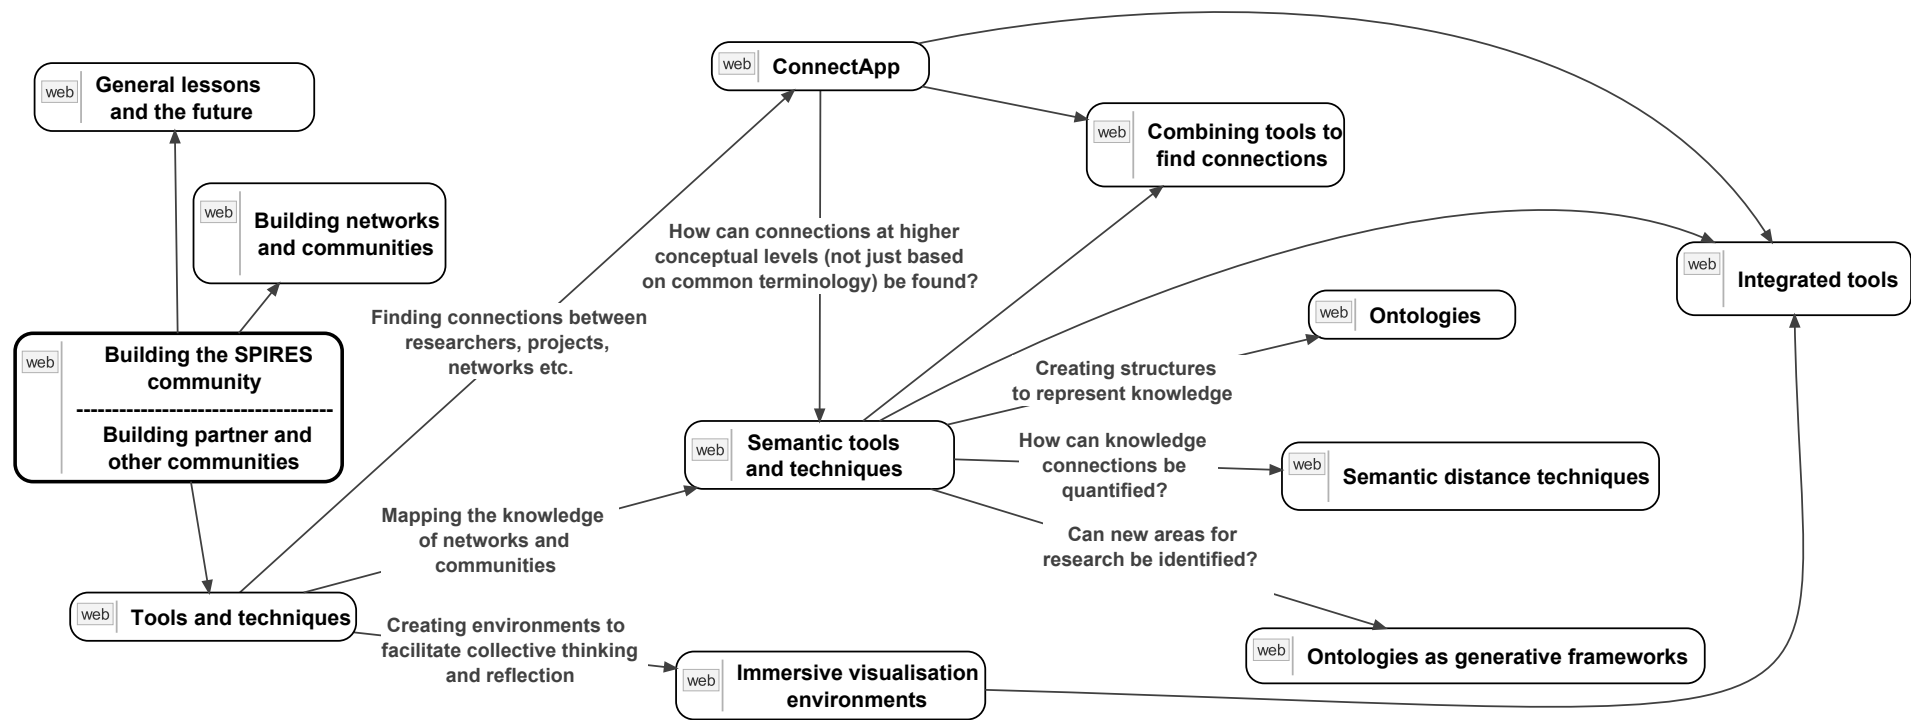 web
General lessons
and the future
web
Building networks
and communities
web
Building the SPIRES
community
------------------------------------
Building partner and
other communities
web
Tools and techniques
Finding connections between
researchers, projects,
networks etc.
Mapping the knowledge
of networks and
communities
Creating environments to
facilitate collective thinking
and reflection
web
ConnectApp
How can connections at higher
conceptual levels (not just based
on common terminology) be found?
web
Semantic tools
and techniques
web
Immersive visualisation
environments
web
Combining tools to
find connections
Creating structures
to represent knowledge
How can knowledge
connections be
quantified?
Can new areas for
research be identified?
web
Ontologies
web
Semantic distance techniques
web
Ontologies as generative frameworks
web
Integrated tools